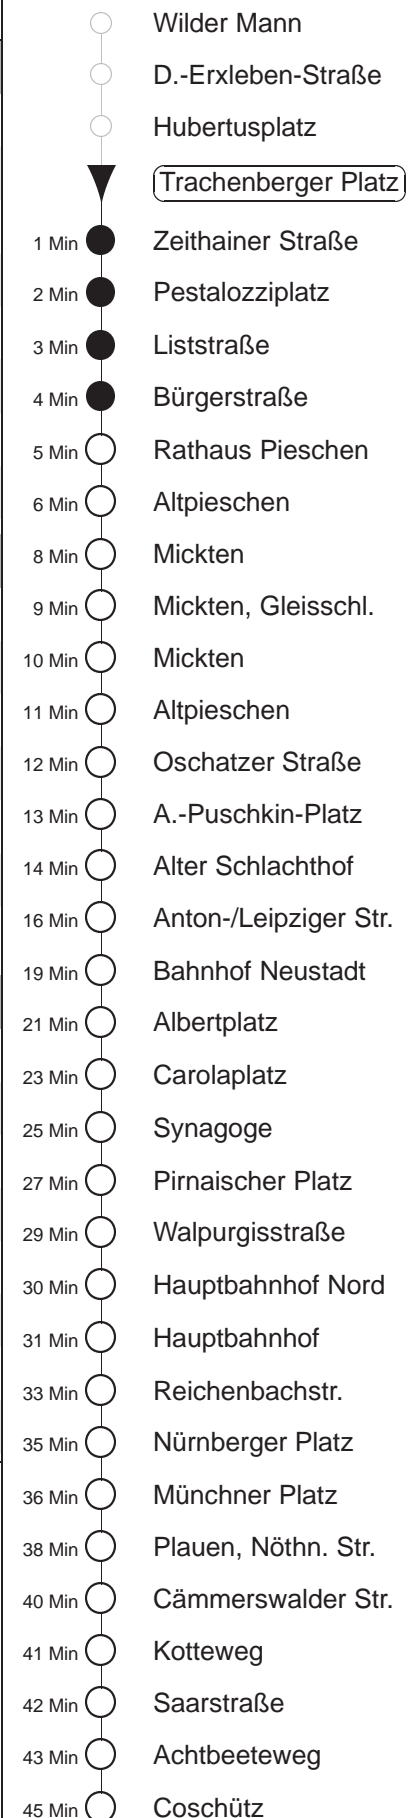 Wilder Mann
D.-Erxleben-Straße
Hubertusplatz
Trachenberger Platz
1 Min Zeithainer Straße
2 Min Pestalozziplatz
3 Min Liststraße
4 Min Bürgerstraße
5 Min Rathaus Pieschen
6 Min Altpieschen
8 Min Mickten
9 Min Mickten, Gleisschl.
10 Min Mickten
11 Min Altpieschen
12 Min Oschatzer Straße
13 Min A.-Puschkin-Platz
14 Min Alter Schlachthof
16 Min Anton-/Leipziger Str.
19 Min Bahnhof Neustadt
21 Min Albertplatz
23 Min Carolaplatz
25 Min Synagoge
27 Min Pirnaischer Platz
29 Min Walpurgisstraße
30 Min Hauptbahnhof Nord
31 Min Hauptbahnhof
33 Min Reichenbachstr.
35 Min Nürnberger Platz
36 Min Münchner Platz
38 Min Plauen, Nöthn. Str.
40 Min Cämmerswalder Str.
41 Min Kotteweg
42 Min Saarstraße
43 Min Achtbeeteweg
45 Min Coschütz